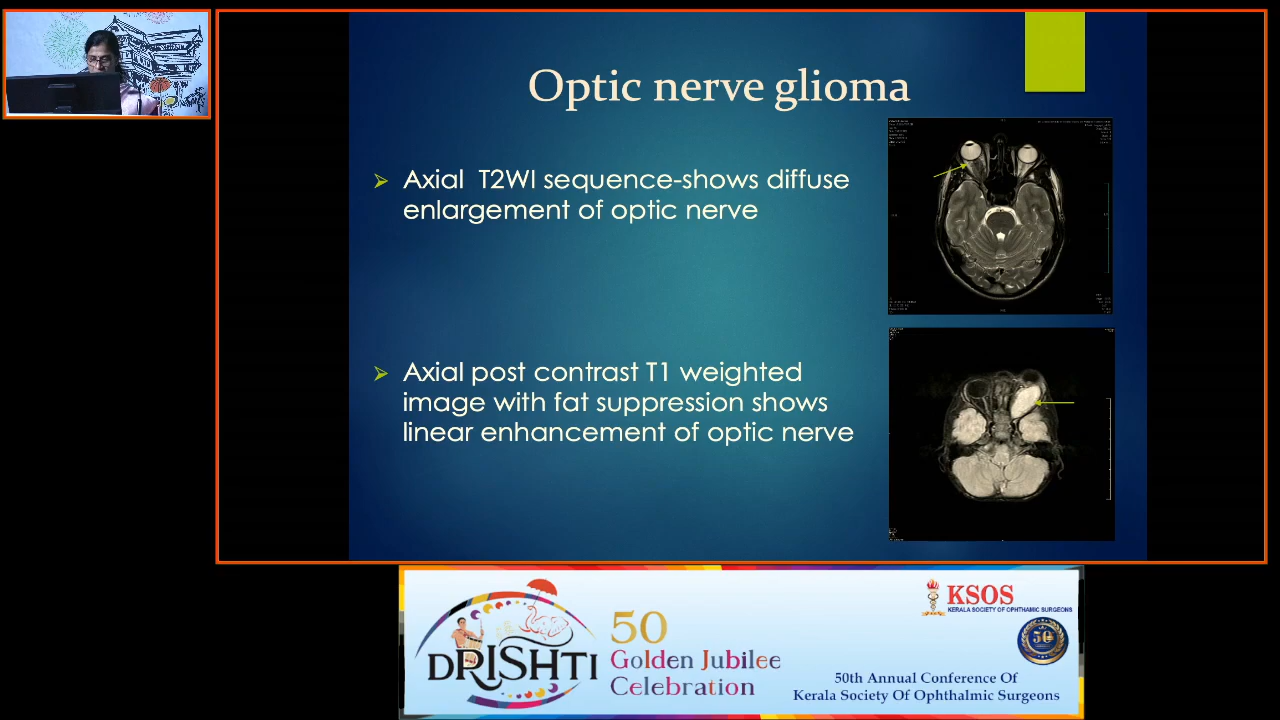 Optic nerve glioma
➢ Axial T2WI sequence-shows diffuse
enlargement of optic nerve
➢ Axial post contrast T1 weighted
image with fat suppression shows
linear enhancement of optic nerve
DRISHTI
50
Golden Jubilee
Celebration
KSOS
KERALA SOCIETY OF OPHTHAMIC SURGEONS
50
50th Annual Conference Of
Kerala Society Of Ophthalmic Surgeons